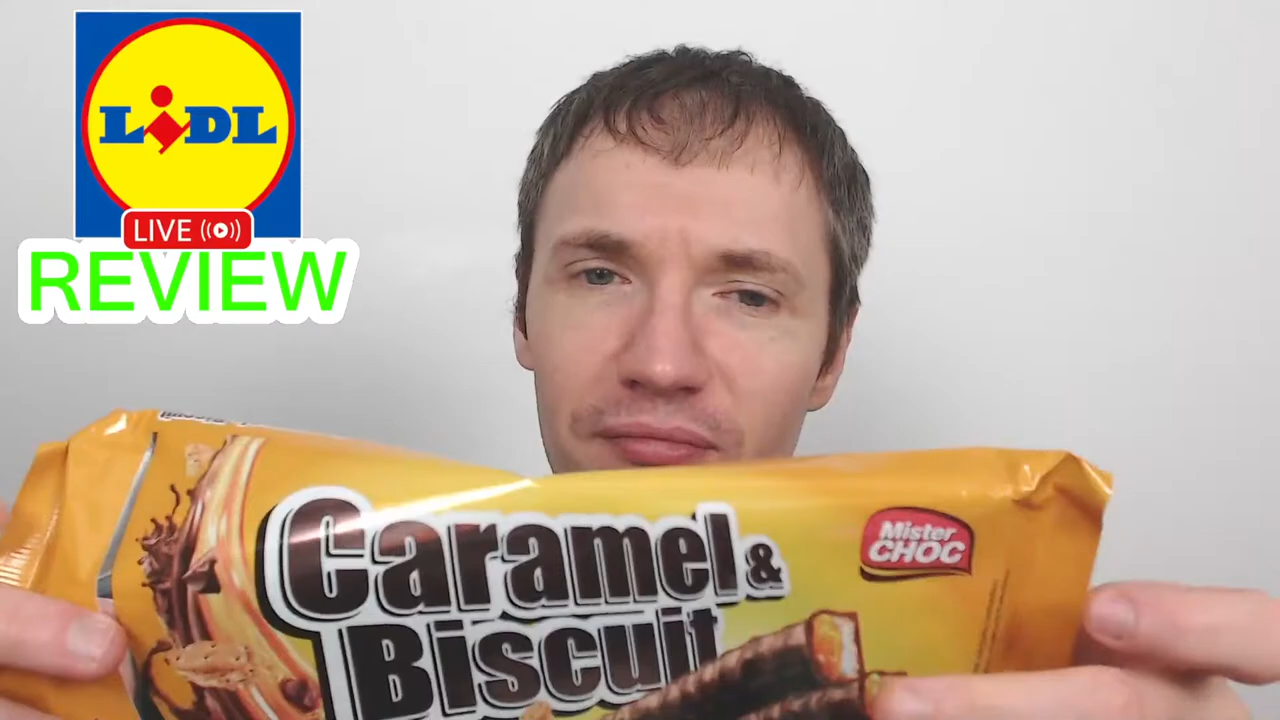 LIDL
LIVE
REVIEW
Caramel &
Biscuit
Mister
CHOC